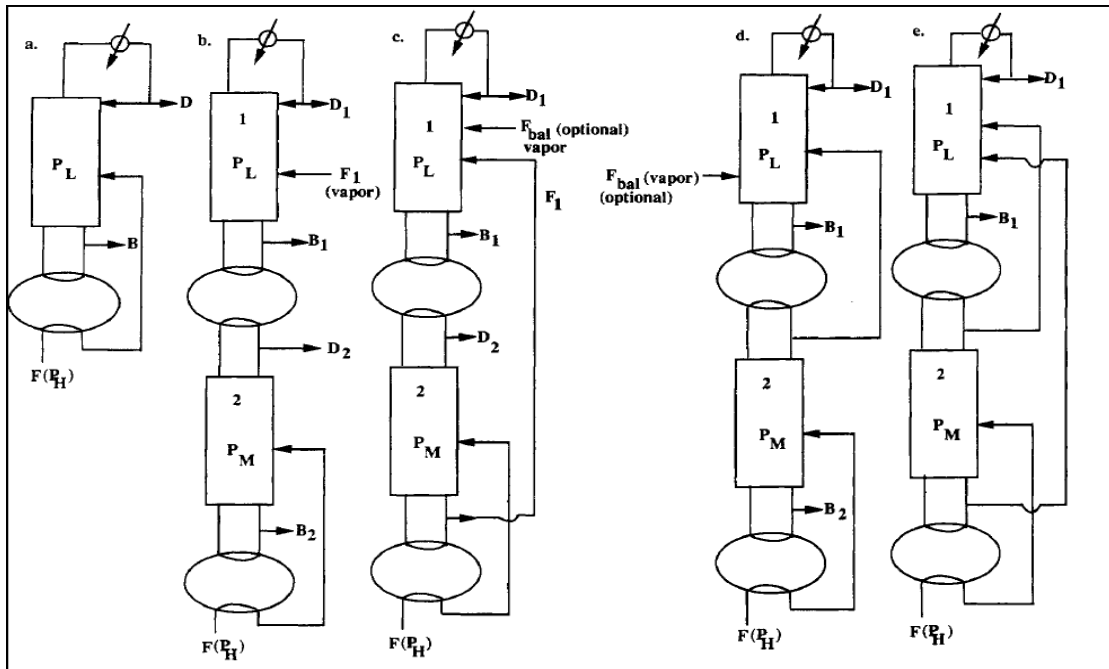 a.
D
P_L
B
F(P_H)
b.
D_1
1
P_L
F_1
(vapor)
B_1
D_2
2
P_M
B_2
F(P_H)
c.
D_1
1
F_bal (optional)
vapor
P_L
F_1
B_1
D_2
2
P_M
F(P_H)
d.
D_1
1
P_L
F_bal (vapor)
(optional)
B_1
2
P_M
B_2
F(P_H)
e.
D_1
1
P_L
B_1
2
P_M
F(P_H)